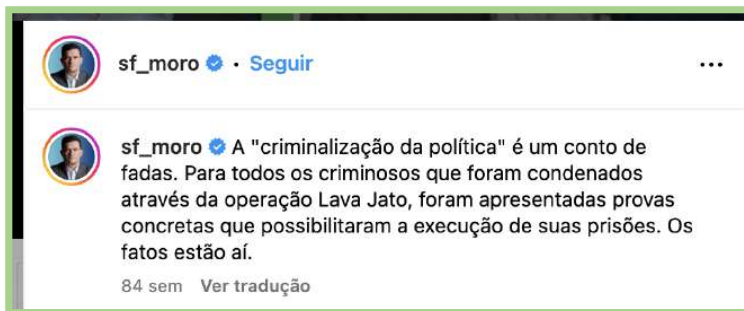 sf_moro • Seguir
...
sf_moro A "criminalização da política" é um conto de
fadas. Para todos os criminosos que foram condenados
através da operação Lava Jato, foram apresentadas provas
concretas que possibilitaram a execução de suas prisões. Os
fatos estão aí.
84 sem Ver tradução